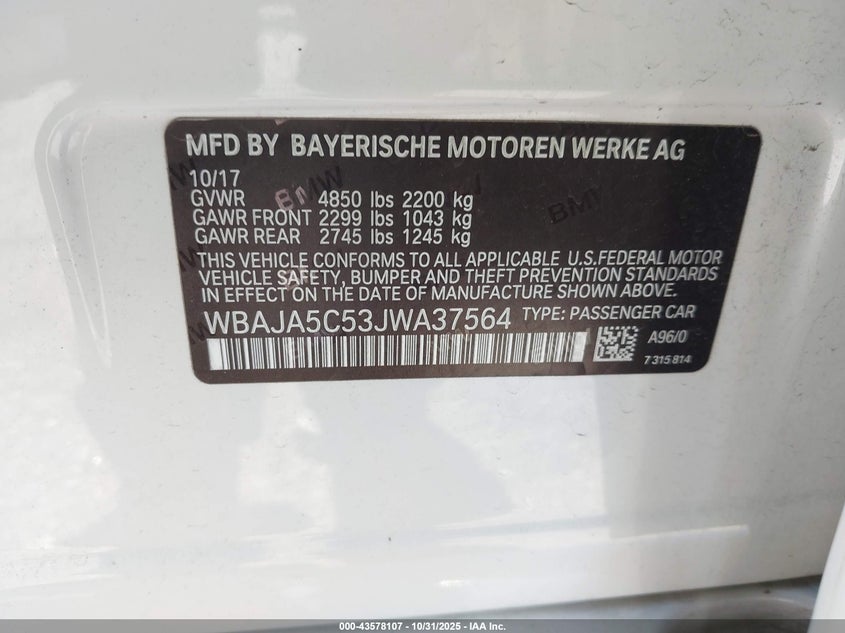 MFD BY BAYERISCHE MOTOREN WERKE AG
10/17
GVWR 4850 lbs 2200 kg
GAWR FRONT 2299 lbs 1043 kg
GAWR REAR 2745 lbs 1245 kg
THIS VEHICLE CONFORMS TO ALL APPLICABLE U.S.FEDERAL MOTOR
VEHICLE SAFETY, BUMPER AND THEFT PREVENTION STANDARDS
IN EFFECT ON THE DATE OF MANUFACTURE SHOWN ABOVE.
WBAJA5C53JWA37564 TYPE: PASSENGER CAR
A96/0
7 315 814
BMW
BMW
000-43578107 - 10/31/2025 - IAA Inc.